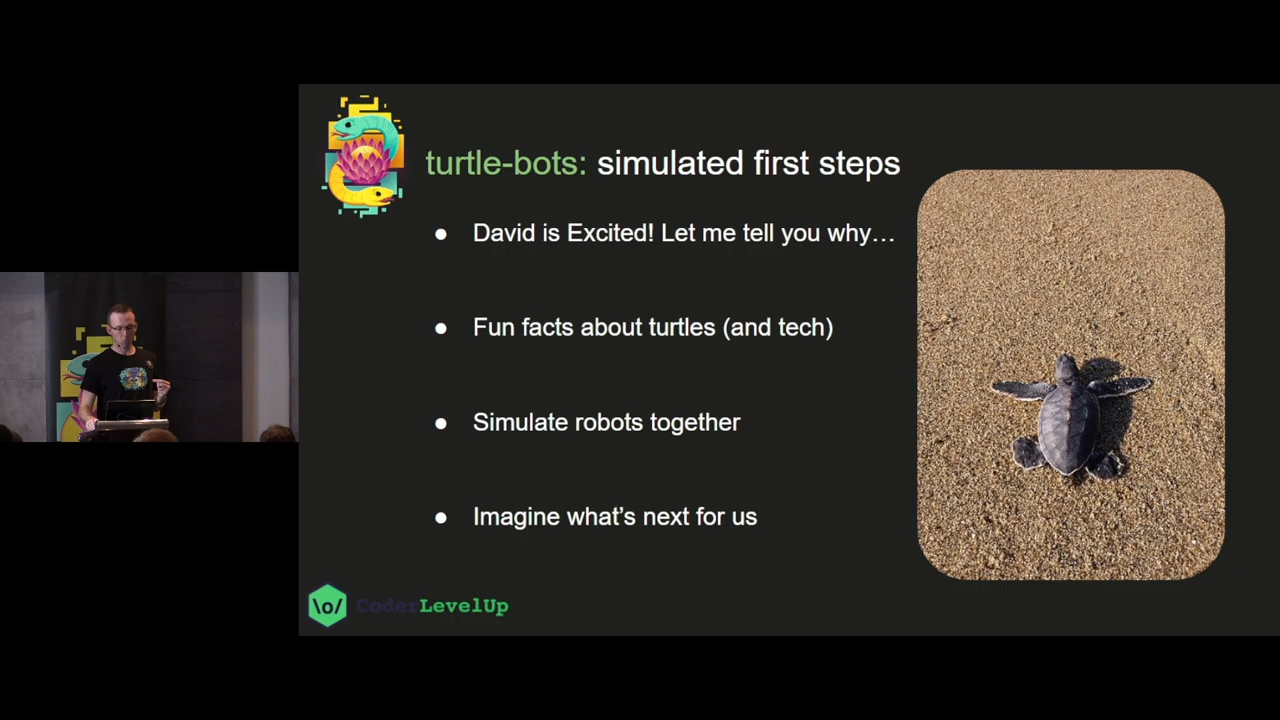 turtle-bots: simulated first steps
● David is Excited! Let me tell you why…
● Fun facts about turtles (and tech)
● Simulate robots together
● Imagine what’s next for us
\o/ CoderLevelUp